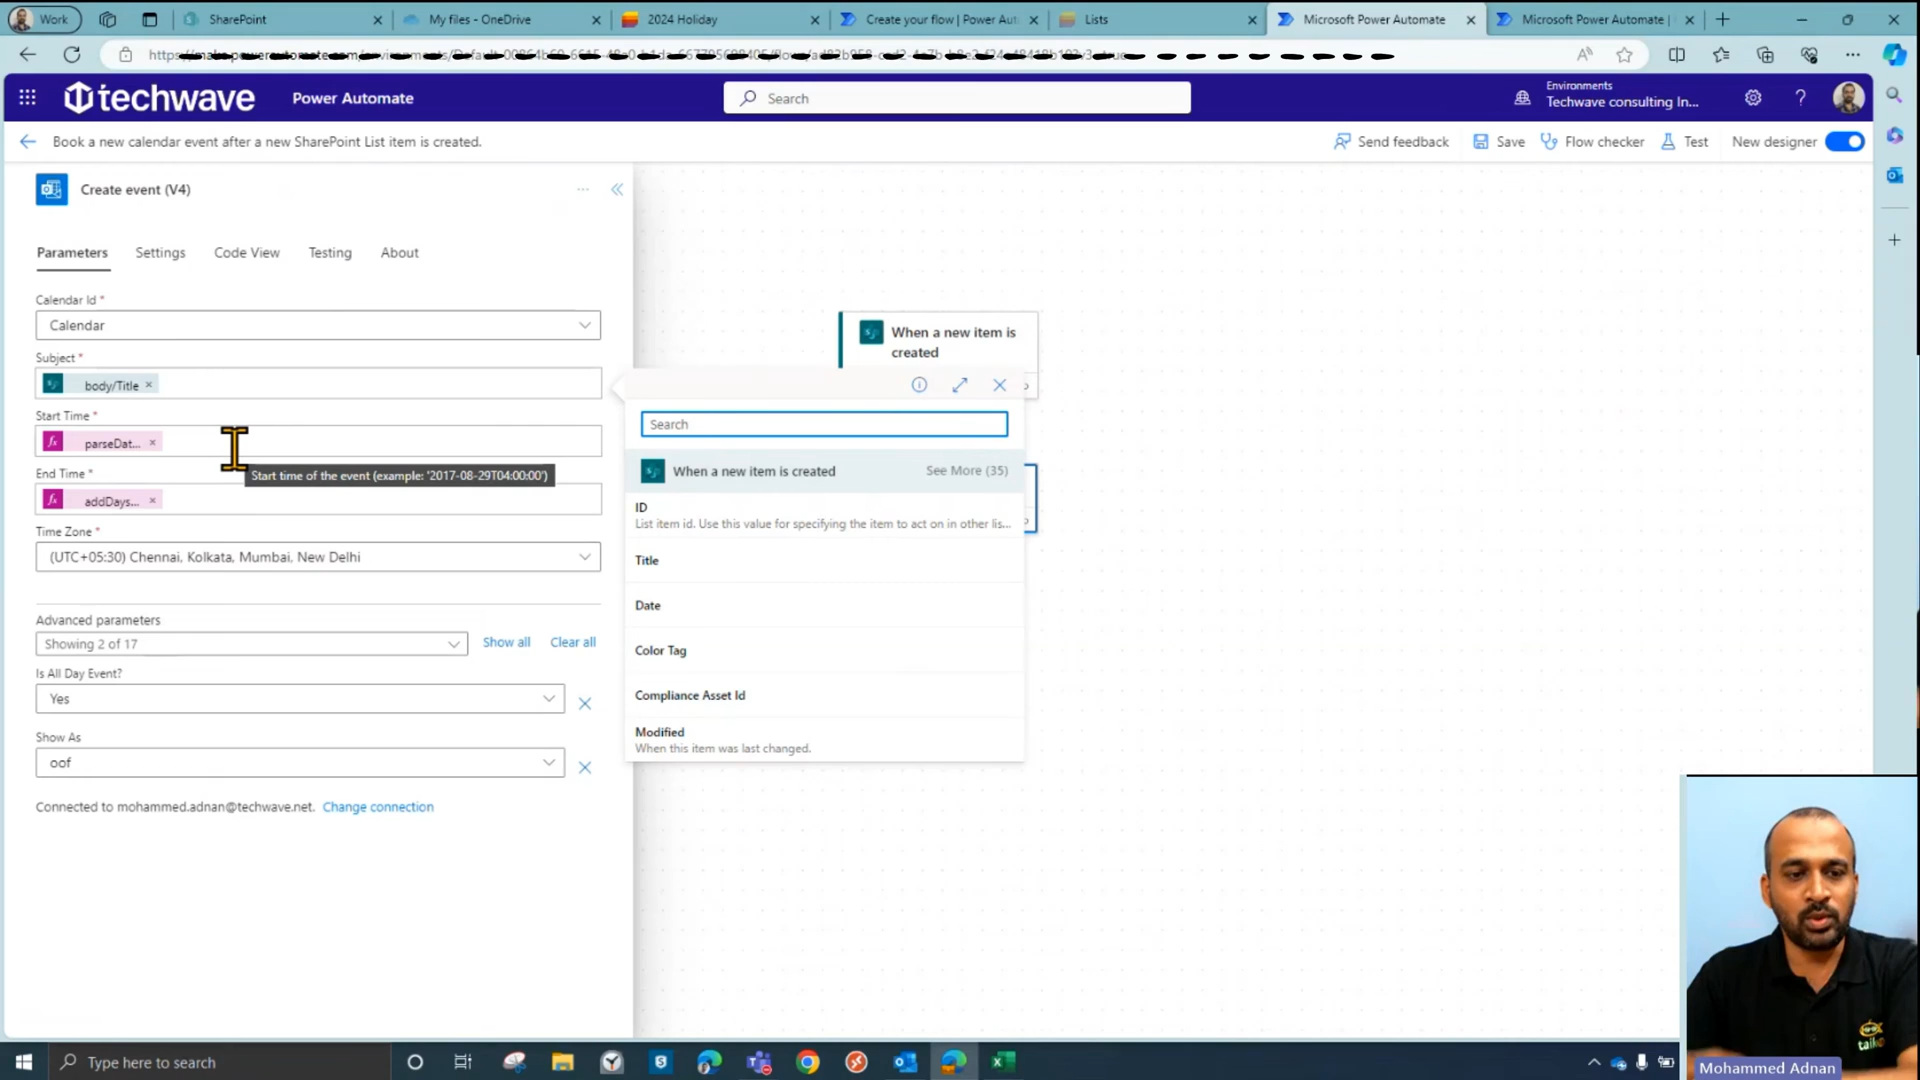 Work
SharePoint
My files - OneDrive
2024 Holiday
Create your flow | Power Aut
Lists
Microsoft Power Automate
Microsoft Power Automate |
techwave
Power Automate
Search
Environments
Techwave consulting In...
Book a new calendar event after a new SharePoint List item is created.
Send feedback
Save
Flow checker
Test
New designer
Create event (V4)
Parameters
Settings
Code View
Testing
About
Calendar Id *
Calendar
Subject *
body/Title
Start Time *
parseDat...
Start time of the event (example: '2017-08-29T04:00:00')
End Time *
addDays...
Time Zone *
(UTC+05:30) Chennai, Kolkata, Mumbai, New Delhi
Advanced parameters
Showing 2 of 17
Show all
Clear all
Is All Day Event?
Yes
Show As
oof
Connected to mohammed.adnan@techwave.net. Change connection
When a new item is
created
Search
When a new item is created
See More (35)
ID
List item id. Use this value for specifying the item to act on in other lis...
Title
Date
Color Tag
Compliance Asset Id
Modified
When this item was last changed.
Type here to search
Mohammed Adnan